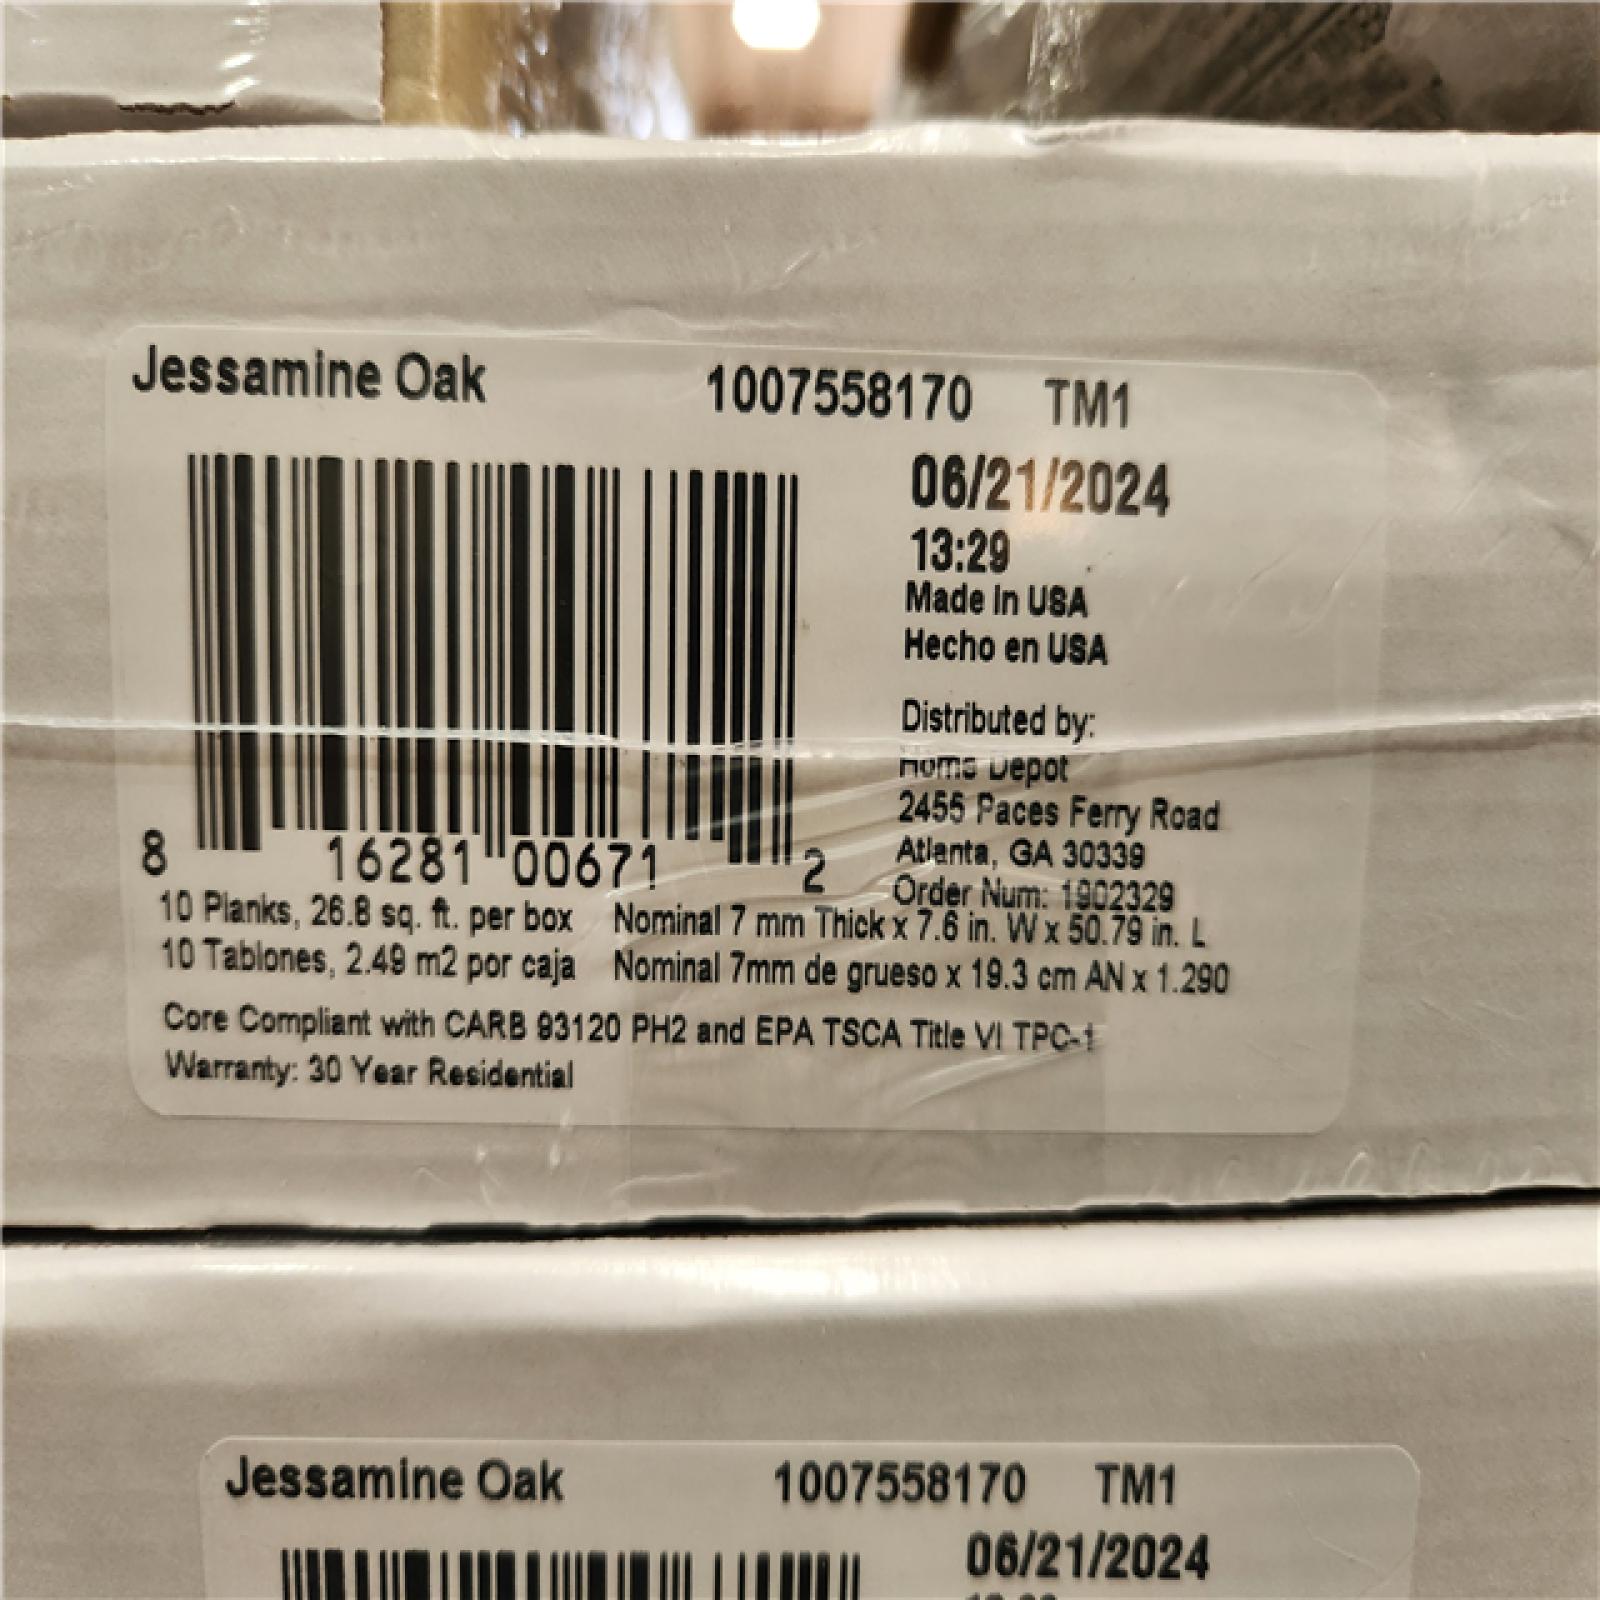 Jessamine Oak 1007558170 TM1
06/21/2024
13:29
Made in USA
Hecho en USA
Distributed by:
Home Depot
2455 Paces Ferry Road
Atlanta, GA 30339
Order Num: 1902329
8 16281 00671 2
10 Planks, 26.8 sq. ft. per box Nominal 7 mm Thick x 7.6 in. W x 50.79 in. L
10 Tablones, 2.49 m2 por caja Nominal 7mm de grueso x 19.3 cm AN x 1.290
Core Compliant with CARB 93120 PH2 and EPA TSCA Title VI TPC-1
Warranty: 30 Year Residential
Jessamine Oak 1007558170 TM1
06/21/2024